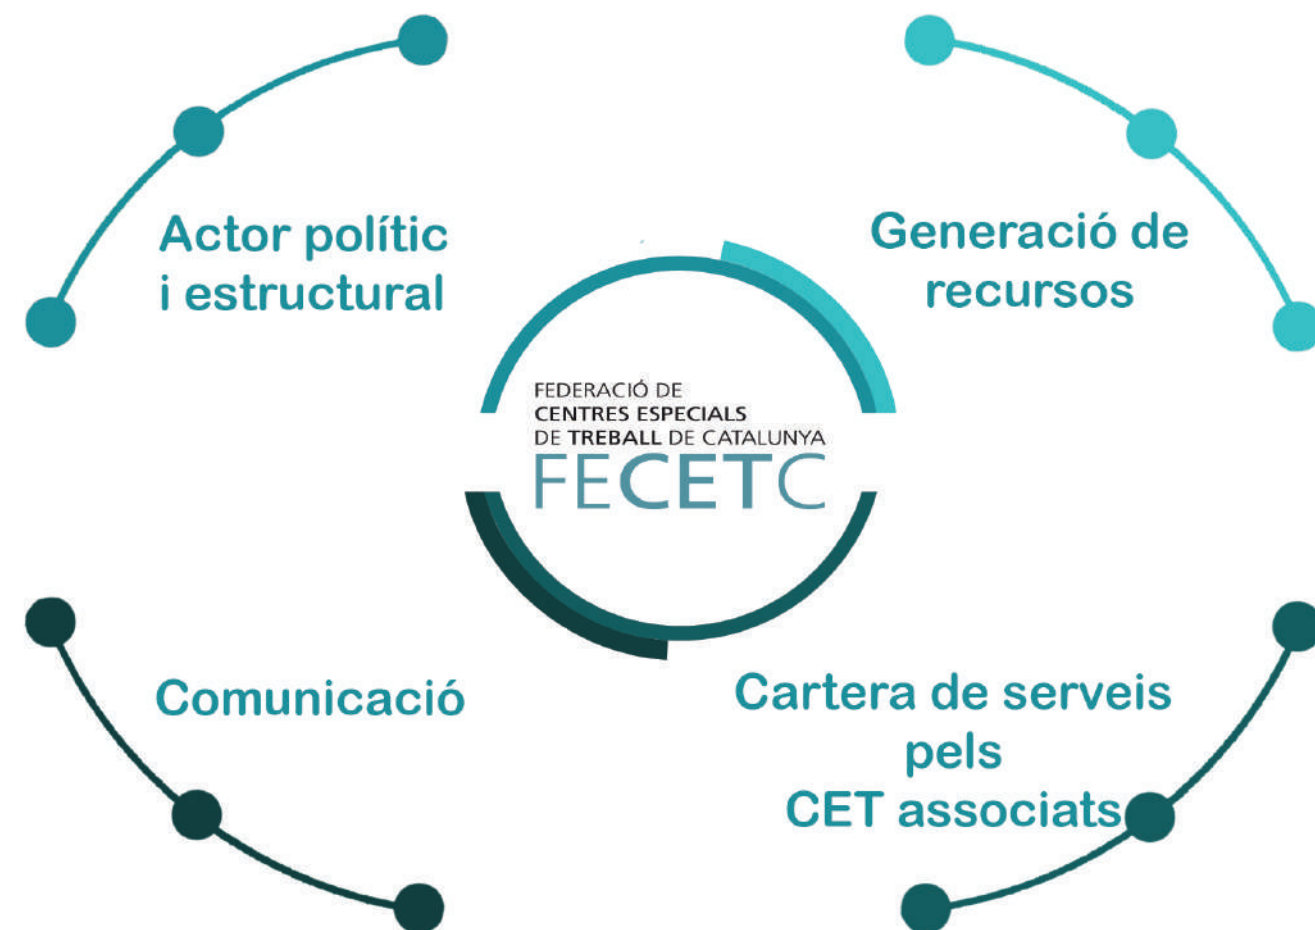 Actor polític
i estructural
Generació de
recursos
FEDERACIÓ DE
CENTRES ESPECIALS
DE TREBALL DE CATALUNYA
FECETC
Comunicació
Cartera de serveis
pels
CET associats